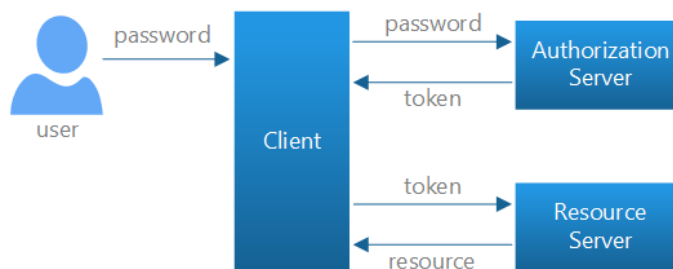 password
user
Client
password
token
Authorization
Server
token
resource
Resource
Server